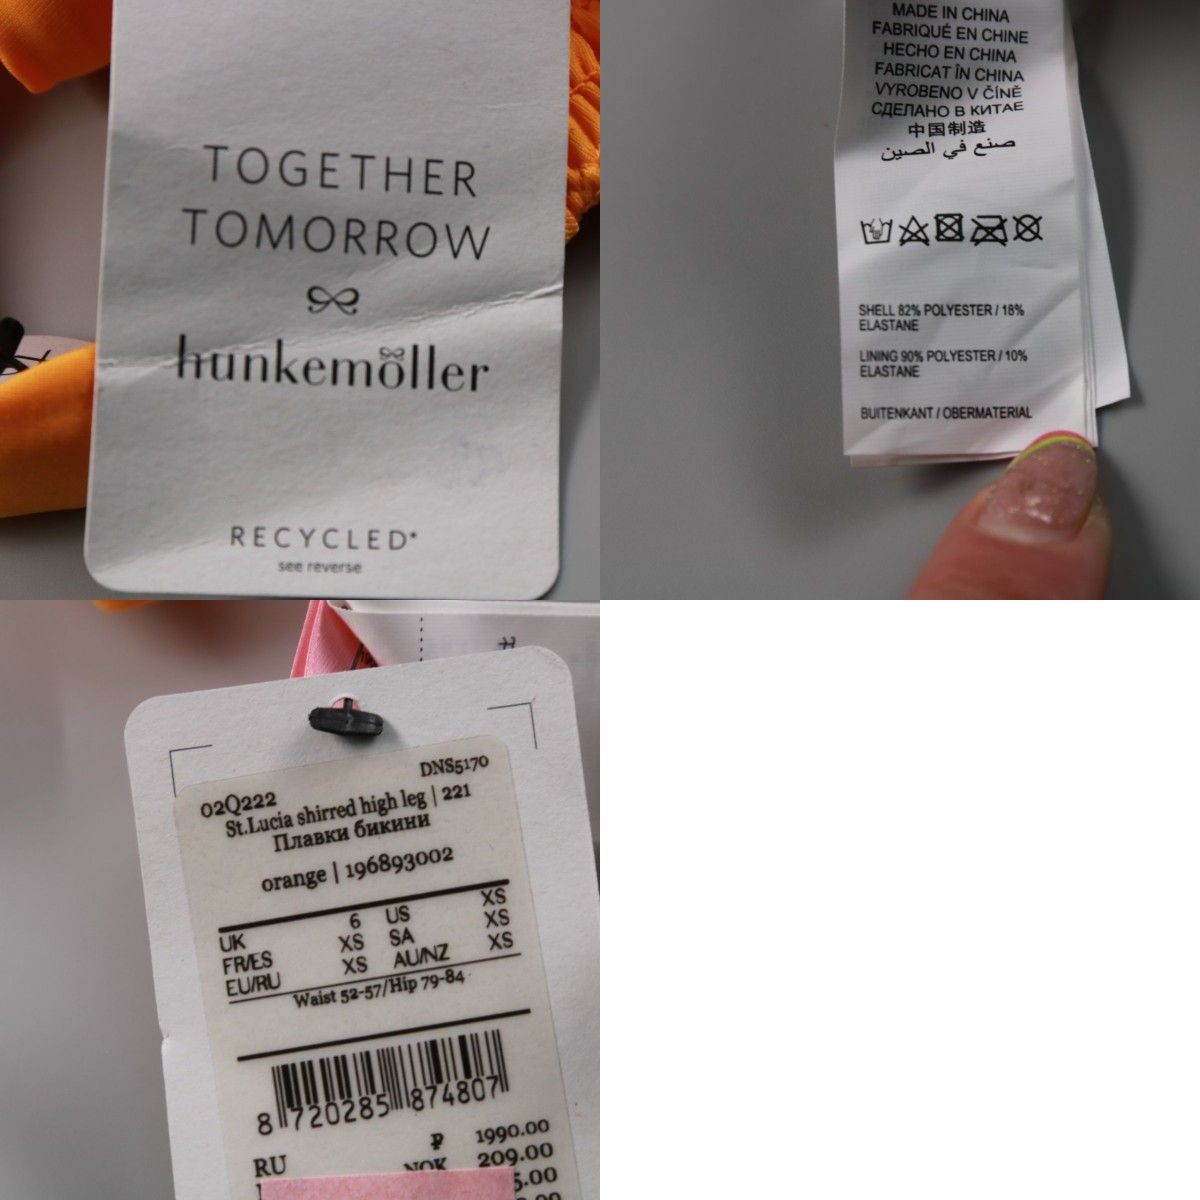 TOGETHER
TOMORROW
hunkemöller
RECYCLED*
see reverse
MADE IN CHINA
FABRIQUÉ EN CHINE
HECHO EN CHINA
FABRICAT ÎN CHINA
VYROBENO V ČÍNĚ
СДЕЛАНО В КИТАЕ
中国制造
صنع في الصين
SHELL 82% POLYESTER / 18%
ELASTANE
LINING 90% POLYESTER / 10%
ELASTANE
BUITENKANT / OBERMATERIAL
DNS5170
02Q222
St.Lucia shirred high leg | 221
Плавки бикини
orange | 196893002
UK 6 US XS
FR/ES XS SA XS
EU/RU XS AU/NZ XS
Waist 52-57/Hip 79-84
8 720285 874807
RU ₽ 1990.00
NOK 209.00